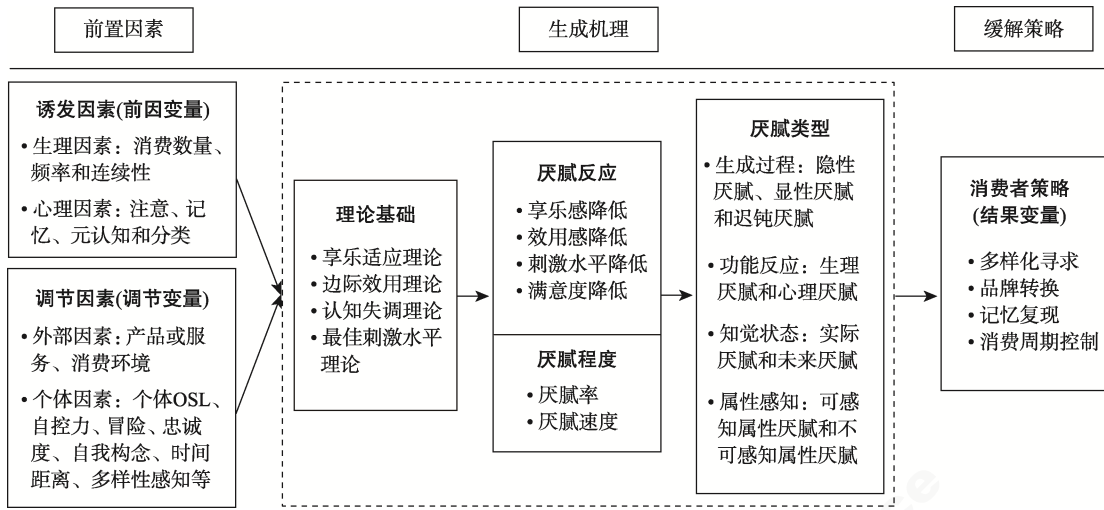 前置因素
生成机理
缓解策略
诱发因素(前因变量)
• 生理因素：消费数量、
频率和连续性
• 心理因素：注意、记
忆、元认知和分类
调节因素(调节变量)
• 外部因素：产品或服
务、消费环境
• 个体因素：个体OSL、
自控力、冒险、忠诚
度、自我构念、时间
距离、多样性感知等
理论基础
• 享乐适应理论
• 边际效用理论
• 认知失调理论
• 最佳刺激水平
理论
厌腻反应
• 享乐感降低
• 效用感降低
• 刺激水平降低
• 满意度降低
厌腻程度
• 厌腻率
• 厌腻速度
厌腻类型
• 生成过程：隐性
厌腻、显性厌腻
和迟钝厌腻
• 功能反应：生理
厌腻和心理厌腻
• 知觉状态：实际
厌腻和未来厌腻
• 属性感知：可感
知属性厌腻和不
可感知属性厌腻
消费者策略
(结果变量)
• 多样化寻求
• 品牌转换
• 记忆复现
• 消费周期控制